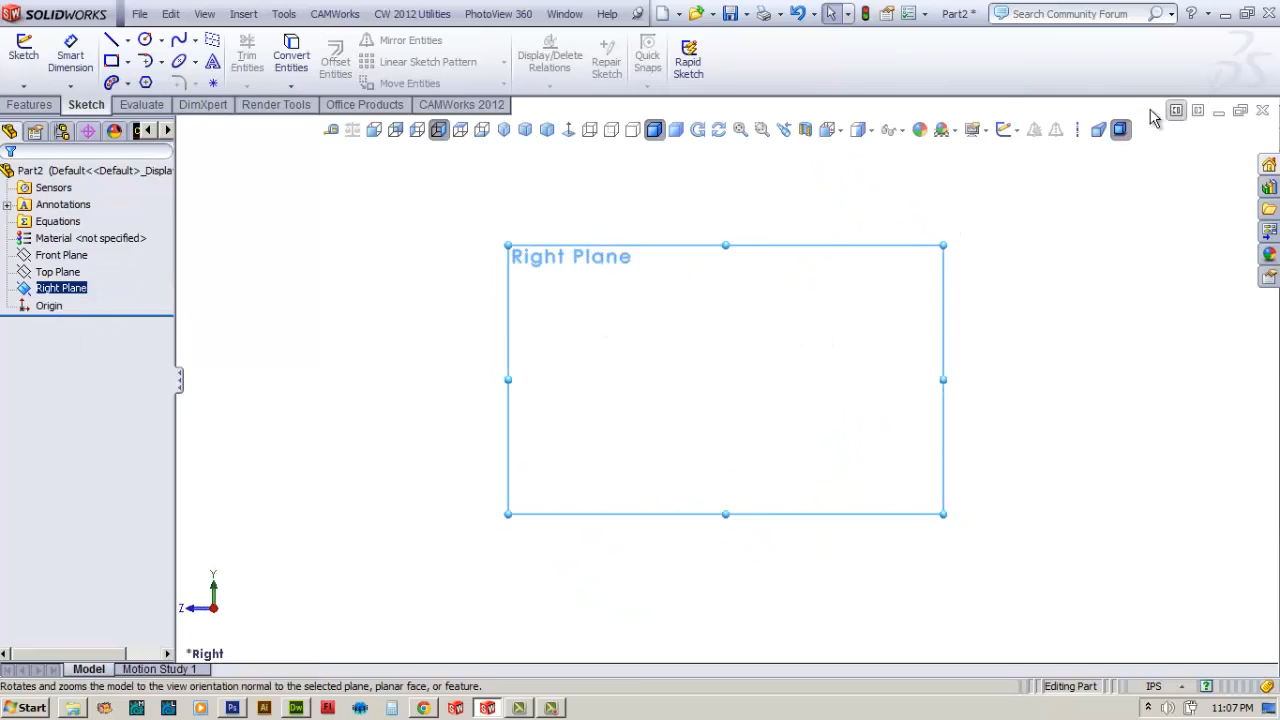 SOLIDWORKS File Edit View Insert Tools CAMWorks CW 2012 Utilities PhotoView 360 Window Help Part2 * Search Community Forum
Sketch Smart Dimension Trim Entities Convert Entities Offset Entities Mirror Entities Linear Sketch Pattern Move Entities Display/Delete Relations Repair Sketch Quick Snaps Rapid Sketch
Features Sketch Evaluate DimXpert Render Tools Office Products CAMWorks 2012
Part2 (Default<<Default>_Displa
Sensors
Annotations
Equations
Material <not specified>
Front Plane
Top Plane
Right Plane
Origin
Right Plane
Y
Z
*Right
Model Motion Study 1
Rotates and zooms the model to the view orientation normal to the selected plane, planar face, or feature. Editing Part IPS
Start 11:07 PM